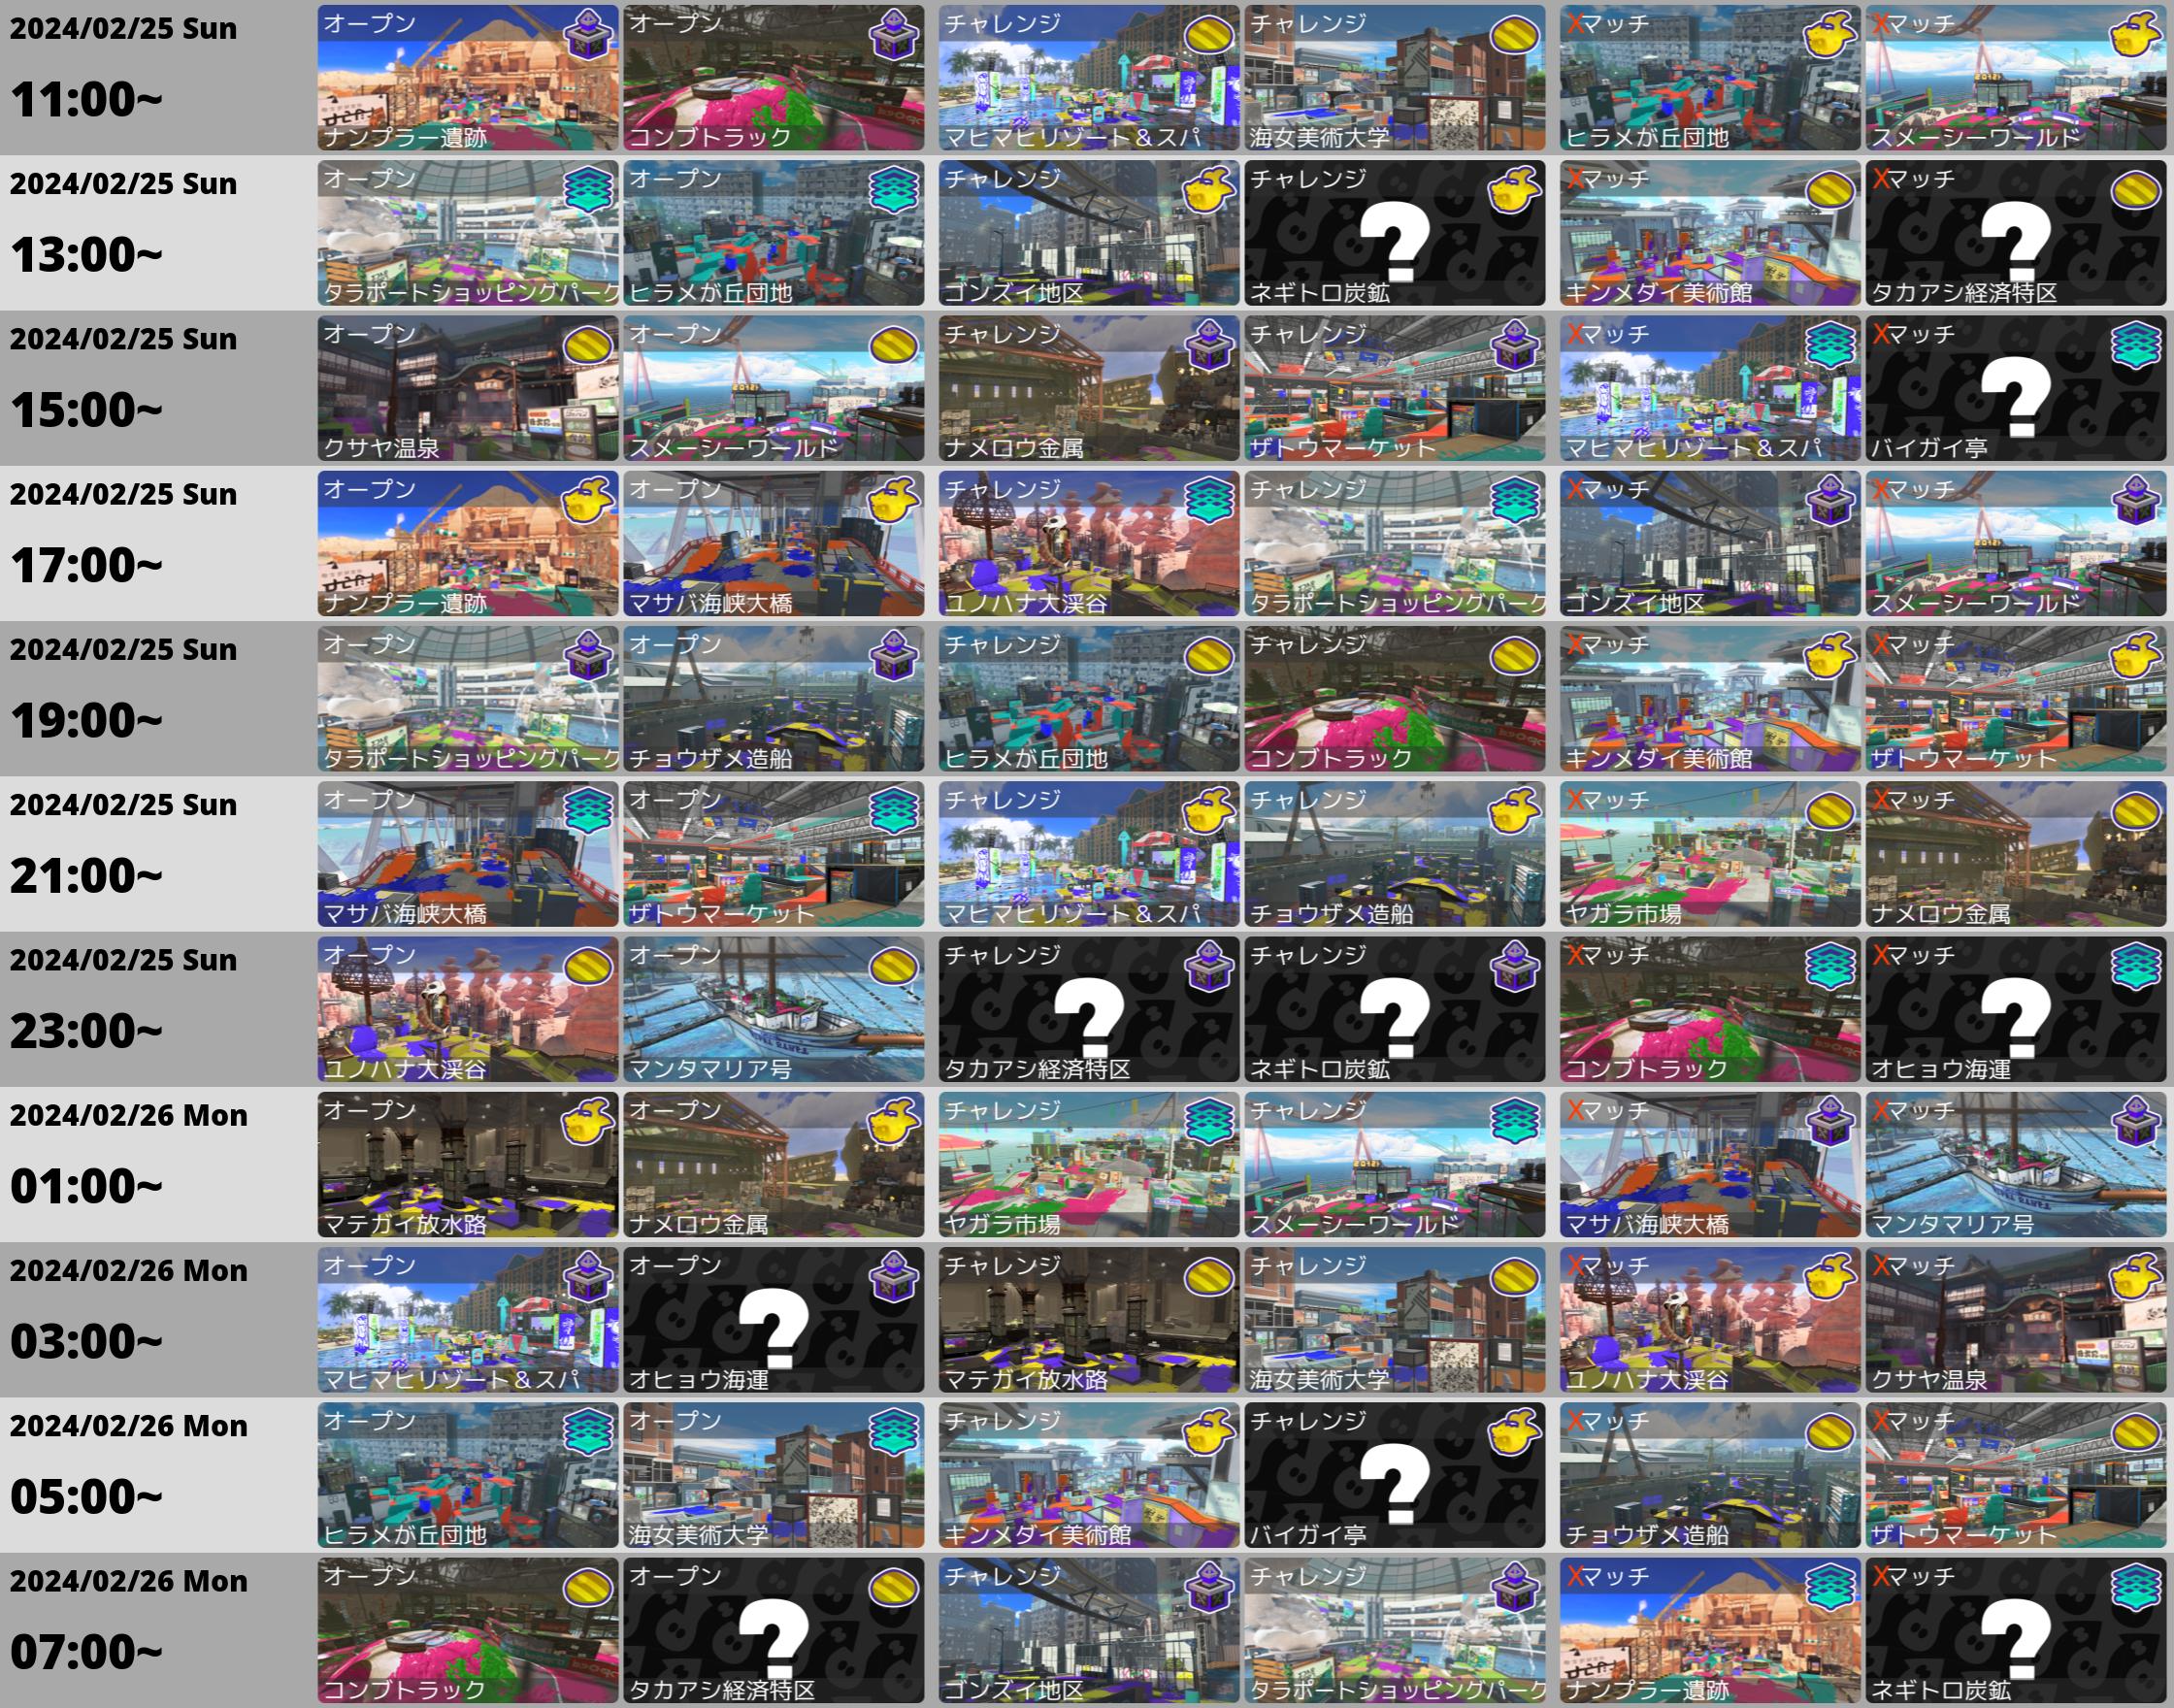 2024/02/25 Sun
11:00~
オープン
ナンプラー遺跡
オープン
コンブトラック
チャレンジ
マヒマヒリゾート＆スパ
チャレンジ
海女美術大学
Xマッチ
ヒラメが丘団地
Xマッチ
スメーシーワールド
2024/02/25 Sun
13:00~
オープン
タラポートショッピングパーク
オープン
ヒラメが丘団地
チャレンジ
ゴンズイ地区
チャレンジ
?
ネギトロ炭鉱
Xマッチ
キンメダイ美術館
Xマッチ
?
タカアシ経済特区
2024/02/25 Sun
15:00~
オープン
クサヤ温泉
オープン
スメーシーワールド
チャレンジ
ナメロウ金属
チャレンジ
ザトウマーケット
Xマッチ
マヒマヒリゾート＆スパ
Xマッチ
?
バイガイ亭
2024/02/25 Sun
17:00~
オープン
ナンプラー遺跡
オープン
マサバ海峡大橋
チャレンジ
ユノハナ大渓谷
チャレンジ
タラポートショッピングパーク
Xマッチ
ゴンズイ地区
Xマッチ
スメーシーワールド
2024/02/25 Sun
19:00~
オープン
タラポートショッピングパーク
オープン
チョウザメ造船
チャレンジ
ヒラメが丘団地
チャレンジ
コンブトラック
Xマッチ
キンメダイ美術館
Xマッチ
ザトウマーケット
2024/02/25 Sun
21:00~
オープン
マサバ海峡大橋
オープン
ザトウマーケット
チャレンジ
マヒマヒリゾート＆スパ
チャレンジ
チョウザメ造船
Xマッチ
ヤガラ市場
Xマッチ
ナメロウ金属
2024/02/25 Sun
23:00~
オープン
ユノハナ大渓谷
オープン
マンタマリア号
チャレンジ
?
タカアシ経済特区
チャレンジ
?
ネギトロ炭鉱
Xマッチ
コンブトラック
Xマッチ
?
オヒョウ海運
2024/02/26 Mon
01:00~
オープン
マテガイ放水路
オープン
ナメロウ金属
チャレンジ
ヤガラ市場
チャレンジ
スメーシーワールド
Xマッチ
マサバ海峡大橋
Xマッチ
マンタマリア号
2024/02/26 Mon
03:00~
オープン
マヒマヒリゾート＆スパ
オープン
?
オヒョウ海運
チャレンジ
マテガイ放水路
チャレンジ
海女美術大学
Xマッチ
ユノハナ大渓谷
Xマッチ
クサヤ温泉
2024/02/26 Mon
05:00~
オープン
ヒラメが丘団地
オープン
海女美術大学
チャレンジ
キンメダイ美術館
チャレンジ
?
バイガイ亭
Xマッチ
チョウザメ造船
Xマッチ
ザトウマーケット
2024/02/26 Mon
07:00~
オープン
コンブトラック
オープン
?
タカアシ経済特区
チャレンジ
ゴンズイ地区
チャレンジ
タラポートショッピングパーク
Xマッチ
ナンプラー遺跡
Xマッチ
?
ネギトロ炭鉱